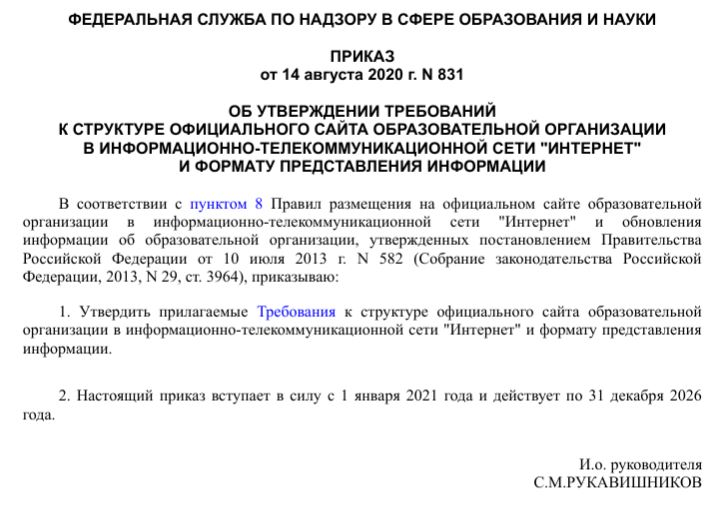 ФЕДЕРАЛЬНАЯ СЛУЖБА ПО НАДЗОРУ В СФЕРЕ ОБРАЗОВАНИЯ И НАУКИ
ПРИКАЗ
от 14 августа 2020 г. N 831
ОБ УТВЕРЖДЕНИИ ТРЕБОВАНИЙ
К СТРУКТУРЕ ОФИЦИАЛЬНОГО САЙТА ОБРАЗОВАТЕЛЬНОЙ ОРГАНИЗАЦИИ
В ИНФОРМАЦИОННО-ТЕЛЕКОММУНИКАЦИОННОЙ СЕТИ "ИНТЕРНЕТ"
И ФОРМАТУ ПРЕДСТАВЛЕНИЯ ИНФОРМАЦИИ
В соответствии с пунктом 8 Правил размещения на официальном сайте образовательной
организации в информационно-телекоммуникационной сети "Интернет" и обновления
информации об образовательной организации, утвержденных постановлением Правительства
Российской Федерации от 10 июля 2013 г. N 582 (Собрание законодательства Российской
Федерации, 2013, N 29, ст. 3964), приказываю:
1. Утвердить прилагаемые Требования к структуре официального сайта образовательной
организации в информационно-телекоммуникационной сети "Интернет" и формату представления
информации.
2. Настоящий приказ вступает в силу с 1 января 2021 года и действует по 31 декабря 2026
года.
И.о. руководителя
С.М.РУКАВИШНИКОВ